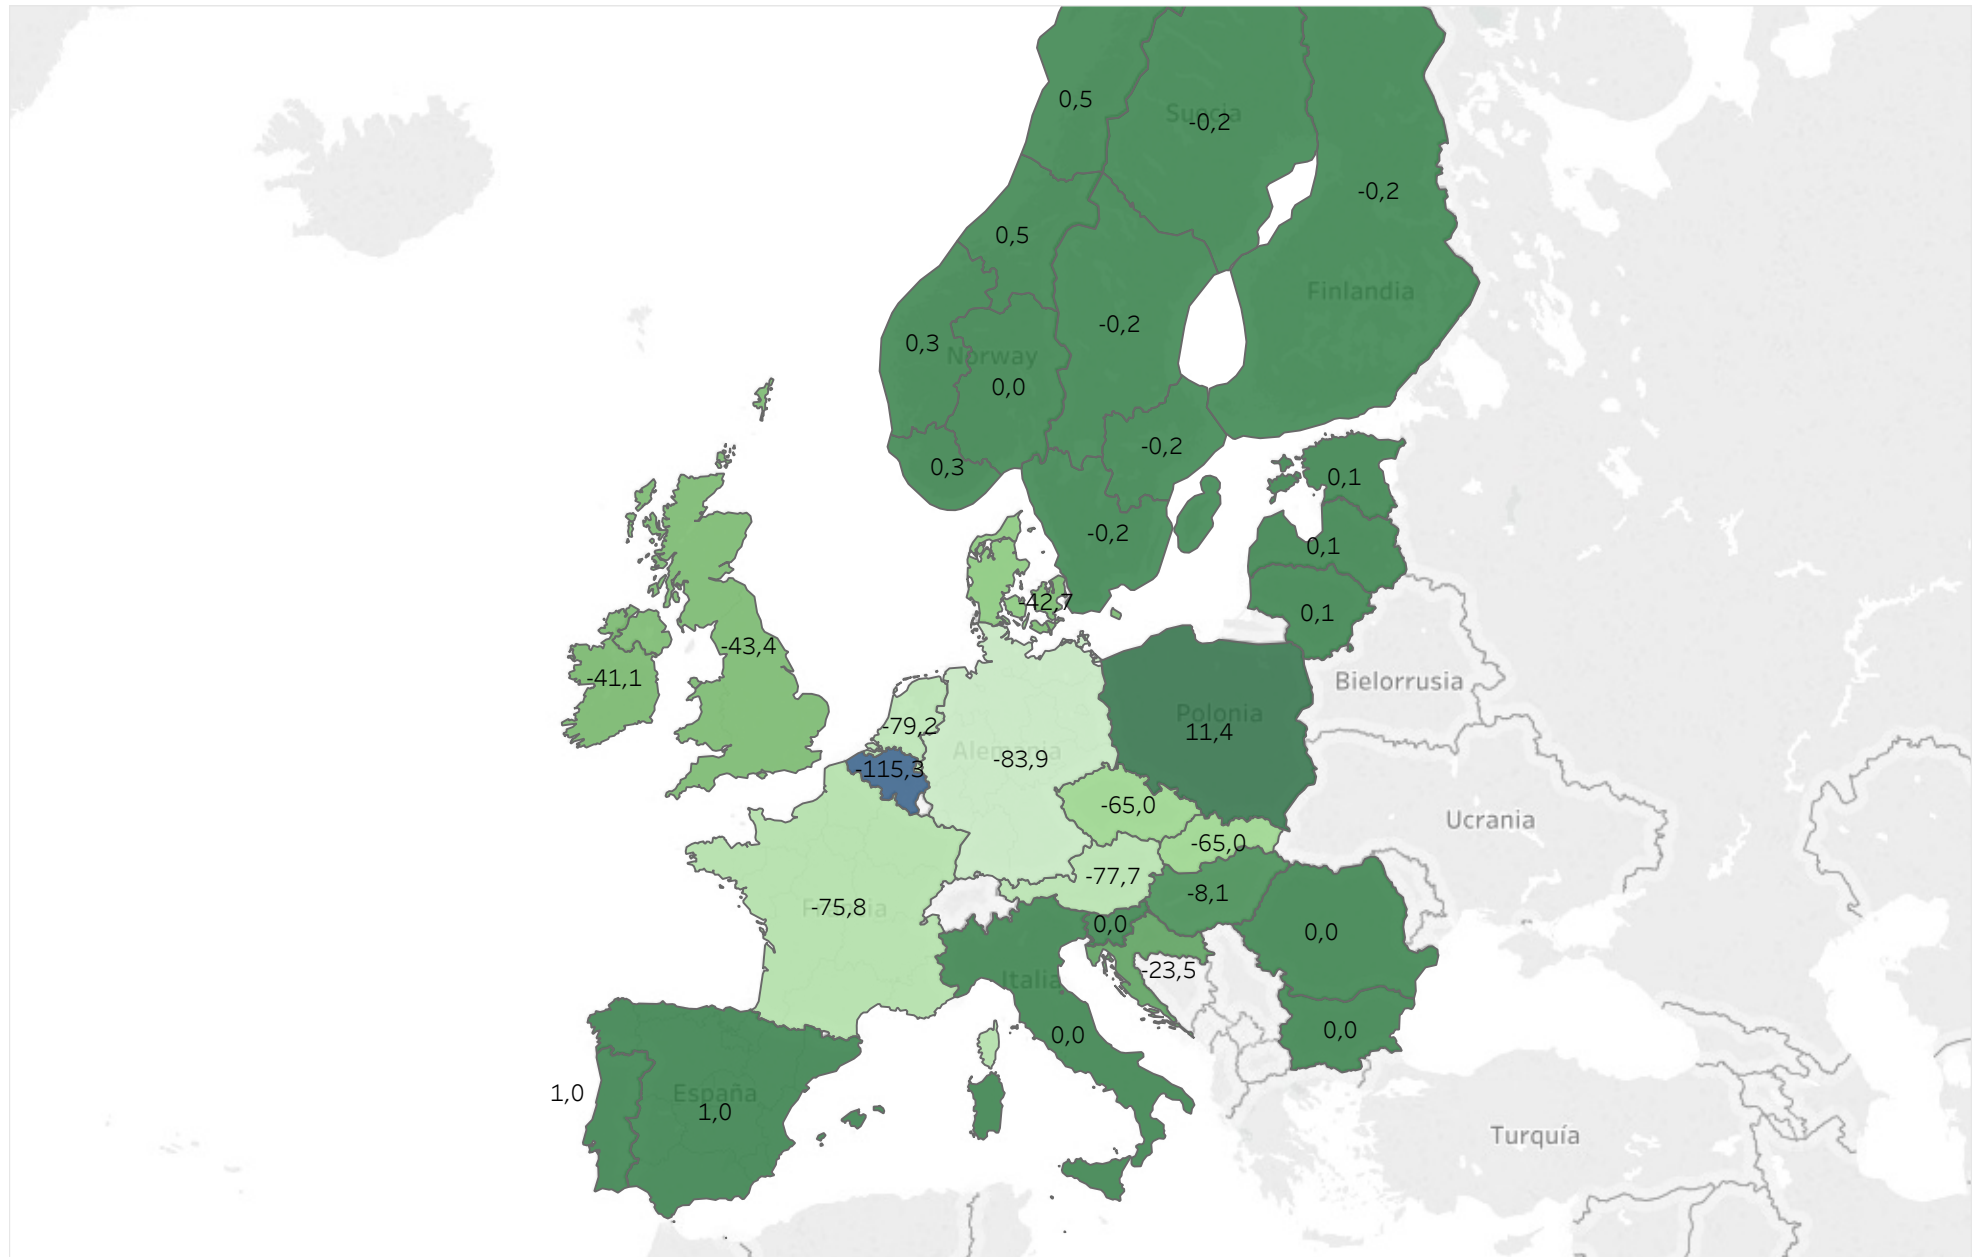 0,5
Suecia
-0,2
-0,2
0,5
Finlandia
-0,2
0,3
Norway
0,0
-0,2
0,3
0,1
-0,2
0,1
-42,7
0,1
-43,4
-41,1
Bielorrusia
Polonia
11,4
-79,2
Alemania
-83,9
-115,3
-65,0
Ucrania
-65,0
-77,7
-8,1
Francia
-75,8
0,0
0,0
-23,5
Italia
0,0
0,0
1,0
España
1,0
Turquía